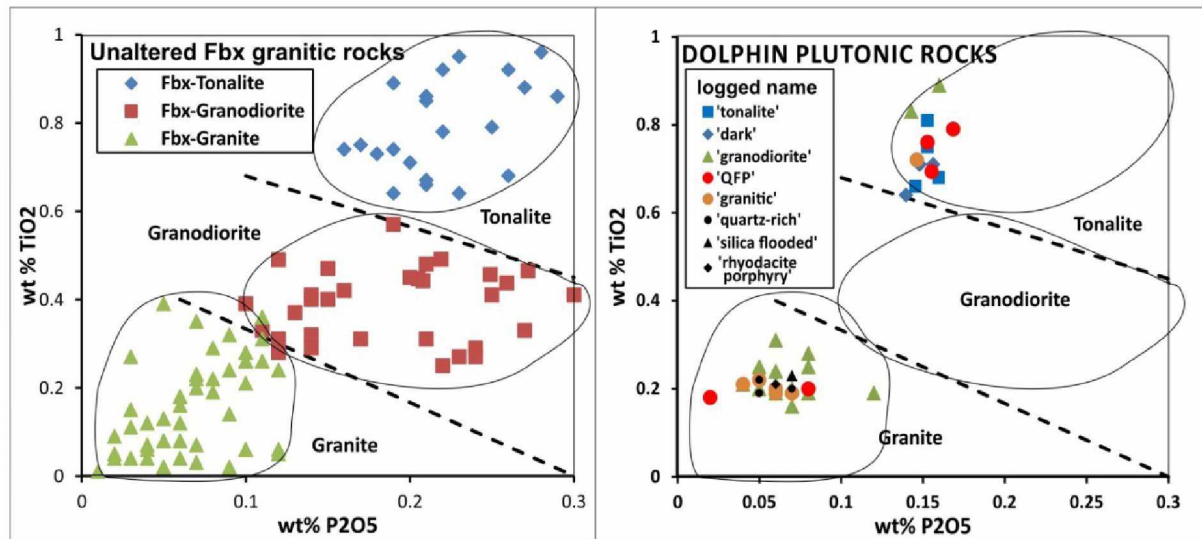 Unaltered Fbx granitic rocks
Fbx-Tonalite
Fbx-Granodiorite
Fbx-Granite
Granodiorite
Tonalite
Granite
wt % TiO2
1
0.8
0.6
0.4
0.2
0
0
0.1
0.2
0.3
wt% P2O5
DOLPHIN PLUTONIC ROCKS
logged name
'tonalite'
'dark'
'granodiorite'
'QFP'
'granitic'
'quartz-rich'
'silica flooded'
'rhyodacite
porphyry'
Tonalite
Granodiorite
Granite
wt % TiO2
1
0.8
0.6
0.4
0.2
0
0
0.05
0.1
0.15
0.2
0.25
0.3
wt% P2O5